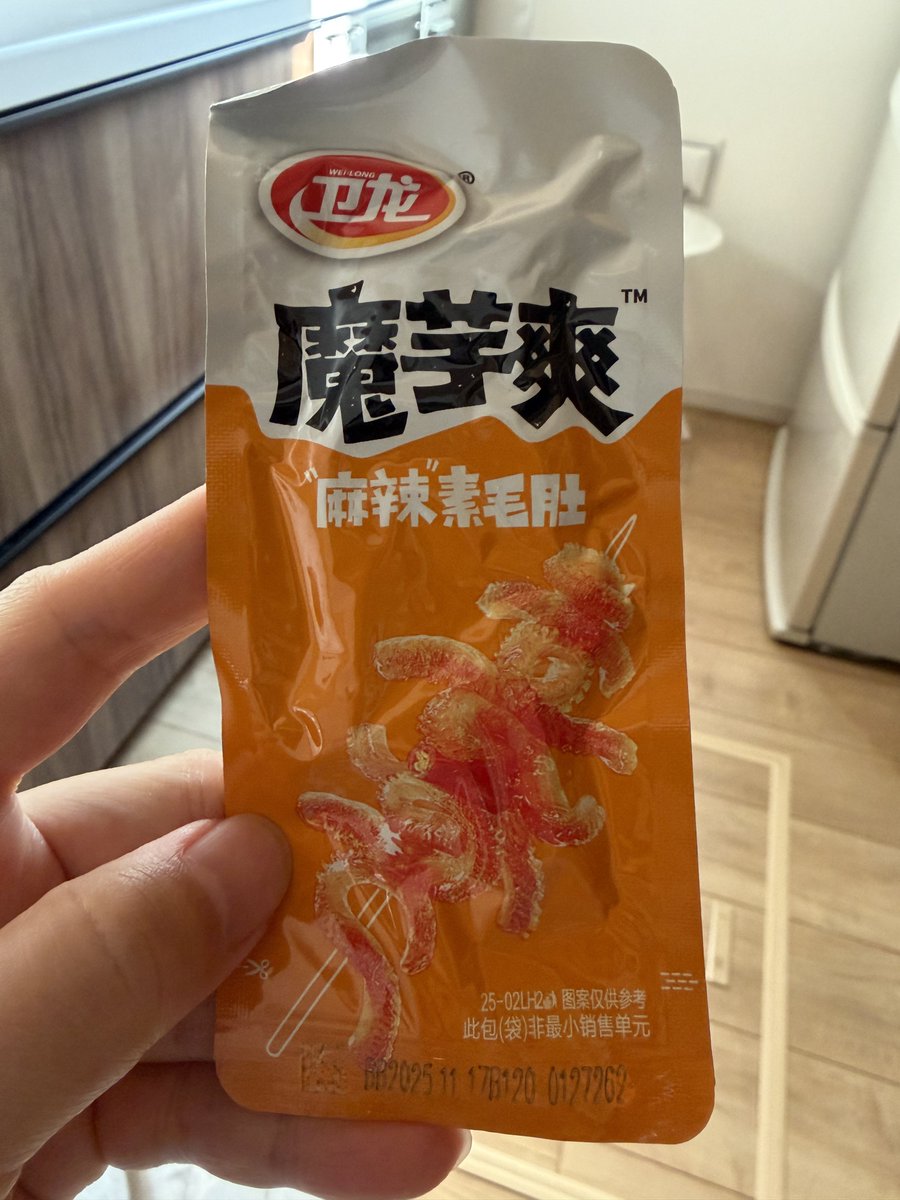 WEI-LONG
卫龙®
魔芋爽™
"麻辣"素毛肚
25-02LH2 图案仅供参考
此包(袋)非最小销售单元
2025 11 17B120 0127262